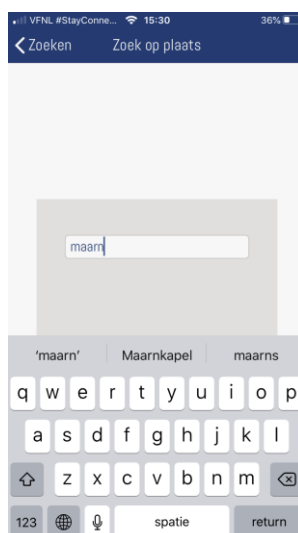 VFNL #StayConne... 15:30 36%
Zoeken Zoek op plaats
maarn
'maarn' Maarnkapel maarns
q w e r t y u i o p
a s d f g h j k l
z x c v b n m
123 spatie return